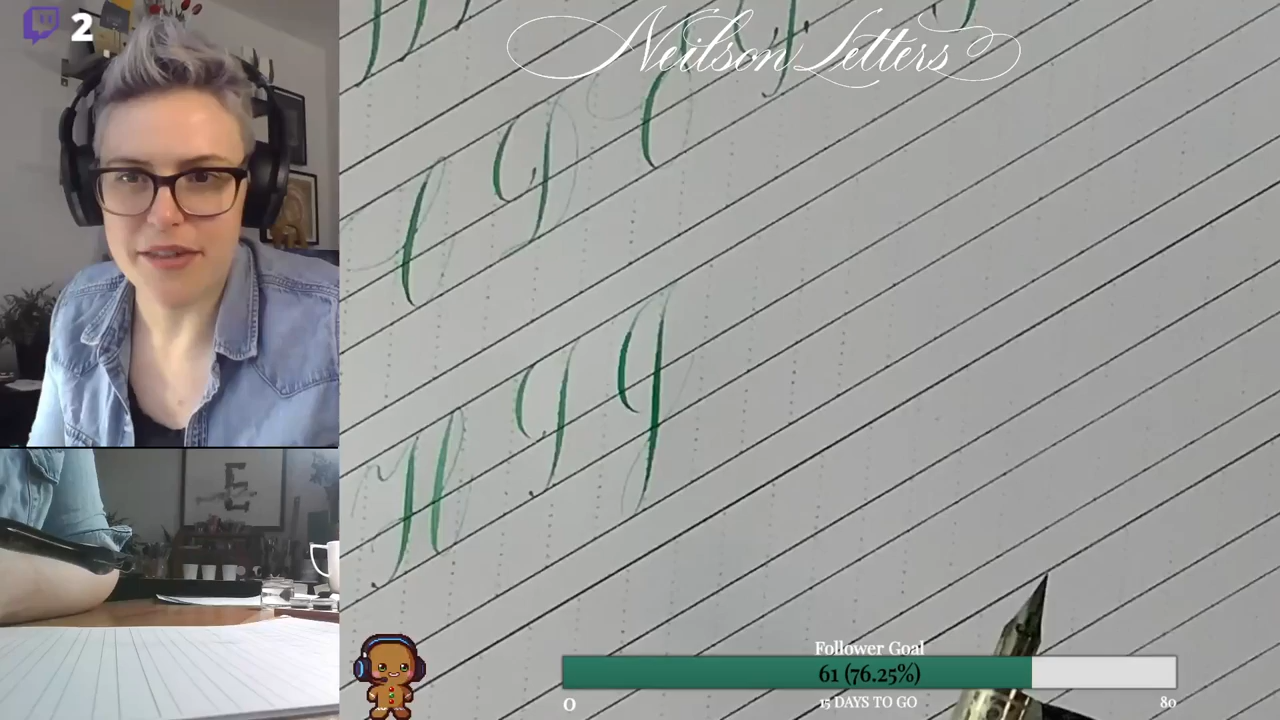 2
Neilson Letters
C D E
H I J
Follower Goal
61 (76.25%)
0 15 DAYS TO GO 80